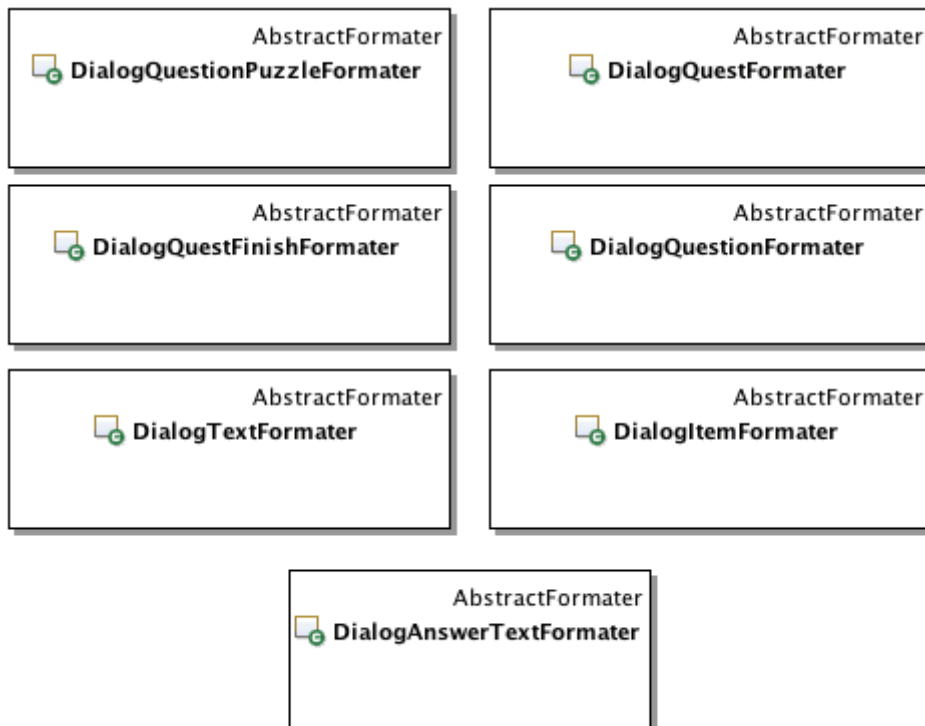 AbstractFormater
DialogQuestionPuzzleFormater
AbstractFormater
DialogQuestFormater
AbstractFormater
DialogQuestFinishFormater
AbstractFormater
DialogQuestionFormater
AbstractFormater
DialogTextFormater
AbstractFormater
DialogItemFormater
AbstractFormater
DialogAnswerTextFormater